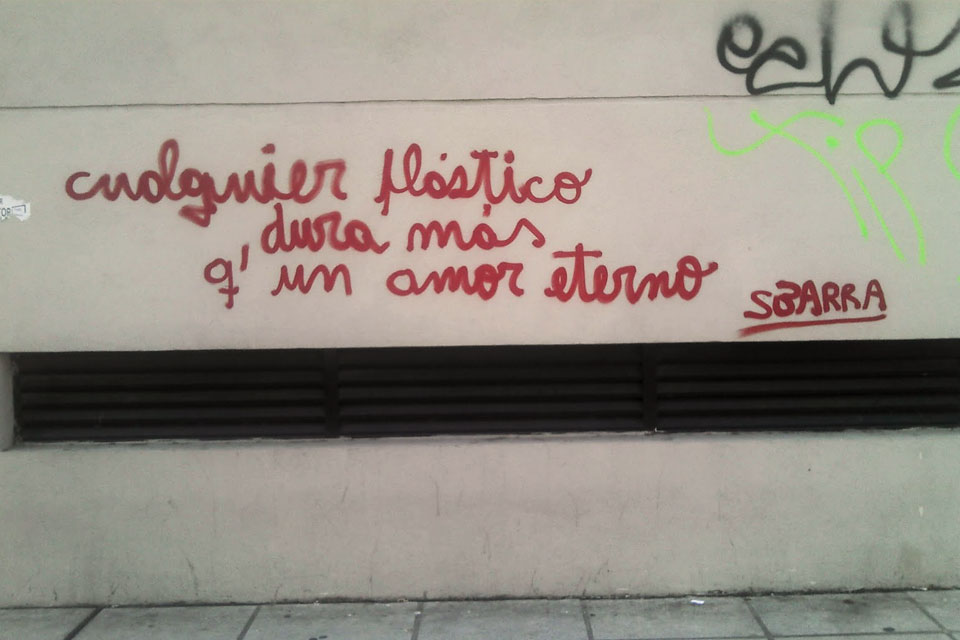 cualquier plástico
dura más
q' un amor eterno
SBARRA